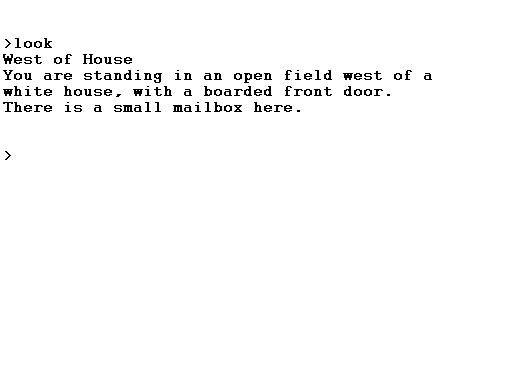 >look
West of House
You are standing in an open field west of a
white house, with a boarded front door.
There is a small mailbox here.
>